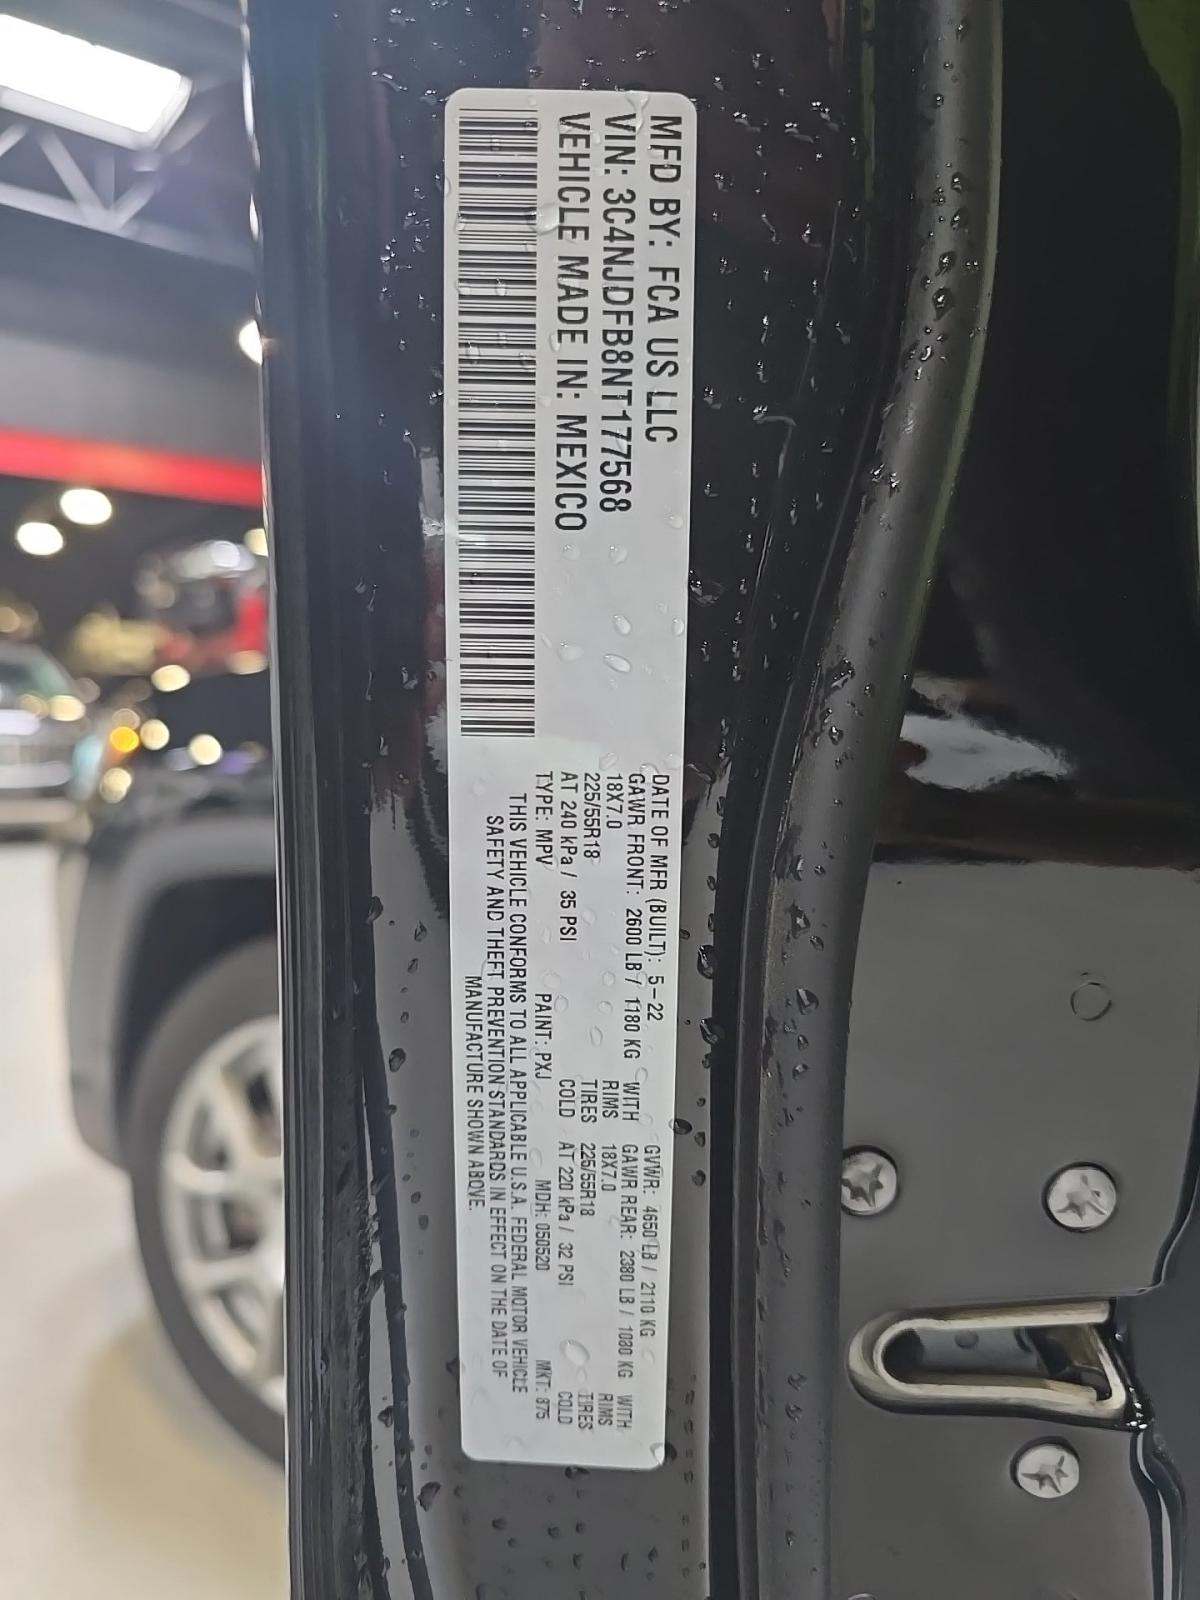 MFD BY: FCA US LLC
VIN: 3C4NJDFB8NT177568
VEHICLE MADE IN: MEXICO
DATE OF MFR (BUILT): 5-22 GVWR: 4650 LB / 2110 KG
GAWR FRONT: 2600 LB / 1180 KG WITH GAWR REAR: 2380 LB / 1080 KG WITH
18X7.0 RIMS 18X7.0 RIMS
225/55R18 TIRES 225/55R18 TIRES
AT 240 kPa / 35 PSI COLD AT 220 kPa / 32 PSI COLD
TYPE: MPV PAINT: PXJ MDH: 050520 MKT: 875
THIS VEHICLE CONFORMS TO ALL APPLICABLE U.S.A. FEDERAL MOTOR VEHICLE
SAFETY AND THEFT PREVENTION STANDARDS IN EFFECT ON THE DATE OF
MANUFACTURE SHOWN ABOVE.